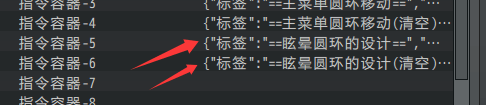 指令容器-3 {"标签":"==主菜单圆环移动==","…
指令容器-4 {"标签":"==主菜单圆环移动(清空)…
指令容器-5 {"标签":"==眩晕圆环的设计==","…
指令容器-6 {"标签":"==眩晕圆环的设计(清空)…
指令容器-7
指令容器-8